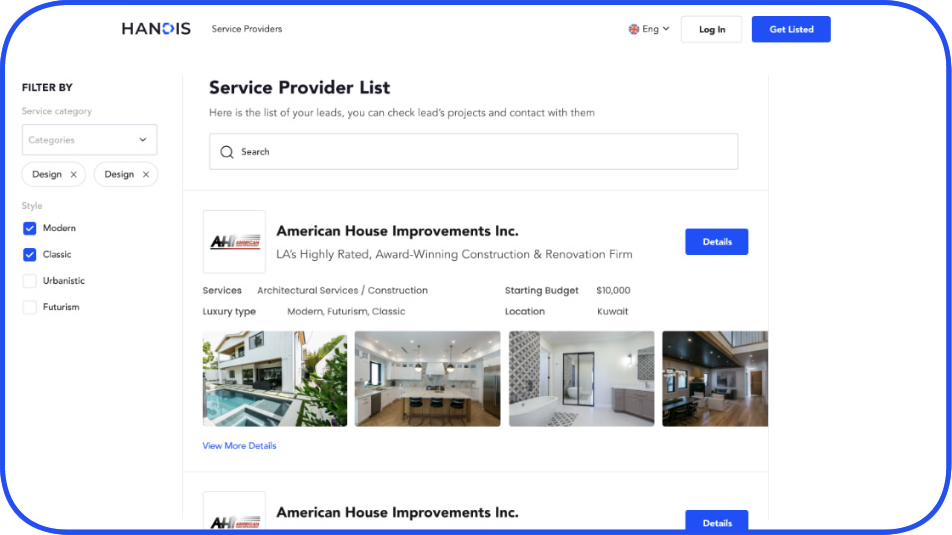 HANDIS
Service Providers
Eng
Log In
Get Listed
FILTER BY
Service category
Categories
Design
Design
Style
Modern
Classic
Urbanistic
Futurism
Service Provider List
Here is the list of your leads, you can check lead's projects and contact with them
Search
AHI AMERICAN
American House Improvements Inc.
LA's Highly Rated, Award-Winning Construction & Renovation Firm
Details
Services Architectural Services / Construction
Starting Budget $10,000
Luxury type Modern, Futurism, Classic
Location Kuwait
View More Details
AHI AMERICAN
American House Improvements Inc.
Details